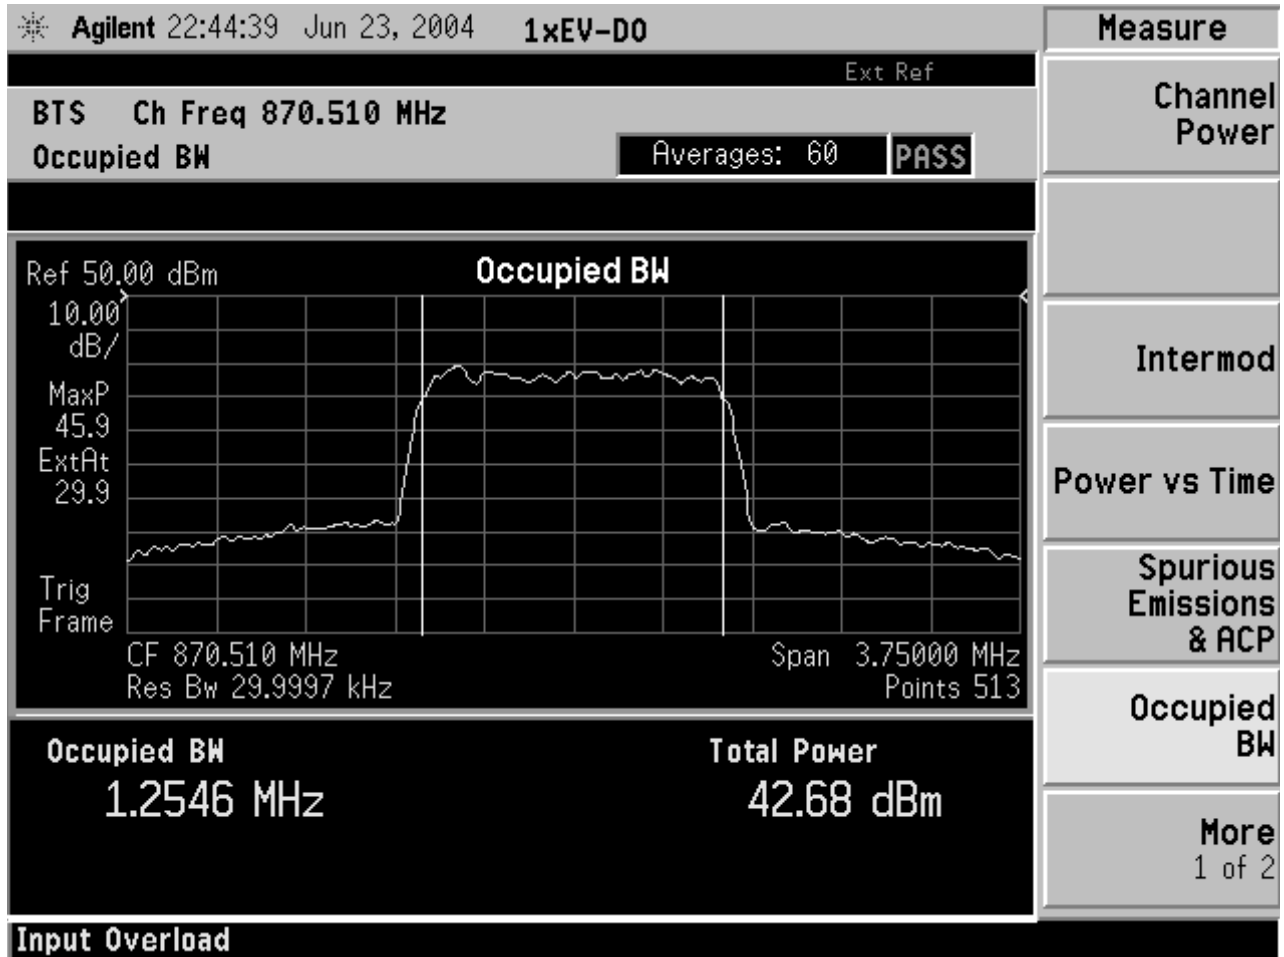 Agilent 22:44:39 Jun 23, 2004 1xEV-DO
Ext Ref
BTS Ch Freq 870.510 MHz
Occupied BW
Averages: 60 PASS
Ref 50.00 dBm
Occupied BW
10.00
dB/
MaxP
45.9
ExtAt
29.9
Trig
Frame
CF 870.510 MHz
Span 3.75000 MHz
Res Bw 29.9997 kHz
Points 513
Occupied BW
1.2546 MHz
Total Power
42.68 dBm
Input Overload
Measure
Channel
Power
Intermod
Power vs Time
Spurious
Emissions
& ACP
Occupied
BW
More
1 of 2